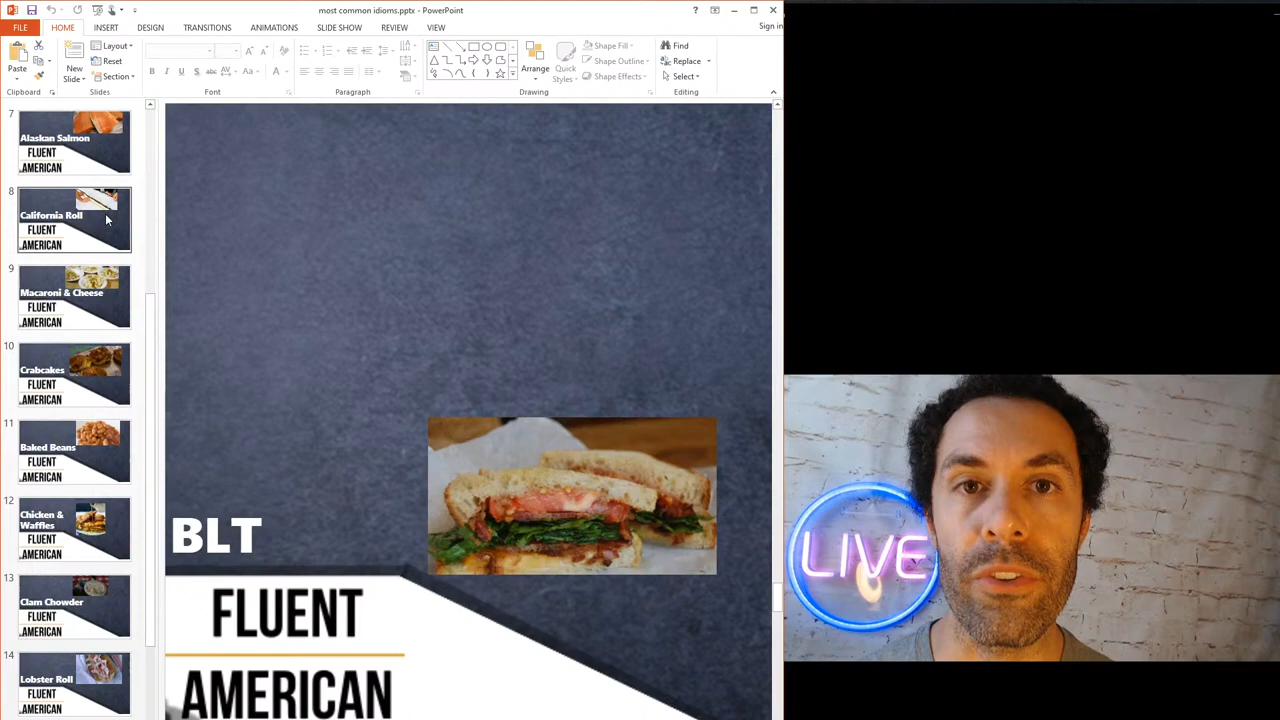 most common idioms.pptx - PowerPoint
?
FILE HOME INSERT DESIGN TRANSITIONS ANIMATIONS SLIDE SHOW REVIEW VIEW Sign in
Paste
New
Slide
Layout
Reset
Section
B I U S abc AV Aa A
Arrange
Quick
Styles
Shape Fill
Shape Outline
Shape Effects
Find
Replace
Select
Clipboard Slides Font Paragraph Drawing Editing
7
Alaskan Salmon
FLUENT
AMERICAN
8
California Roll
FLUENT
AMERICAN
9
Macaroni & Cheese
FLUENT
AMERICAN
10
Crabcakes
FLUENT
AMERICAN
11
Baked Beans
FLUENT
AMERICAN
12
Chicken &
Waffles
FLUENT
AMERICAN
13
Clam Chowder
FLUENT
AMERICAN
14
Lobster Roll
FLUENT
AMERICAN
BLT
FLUENT
AMERICAN
LIVE